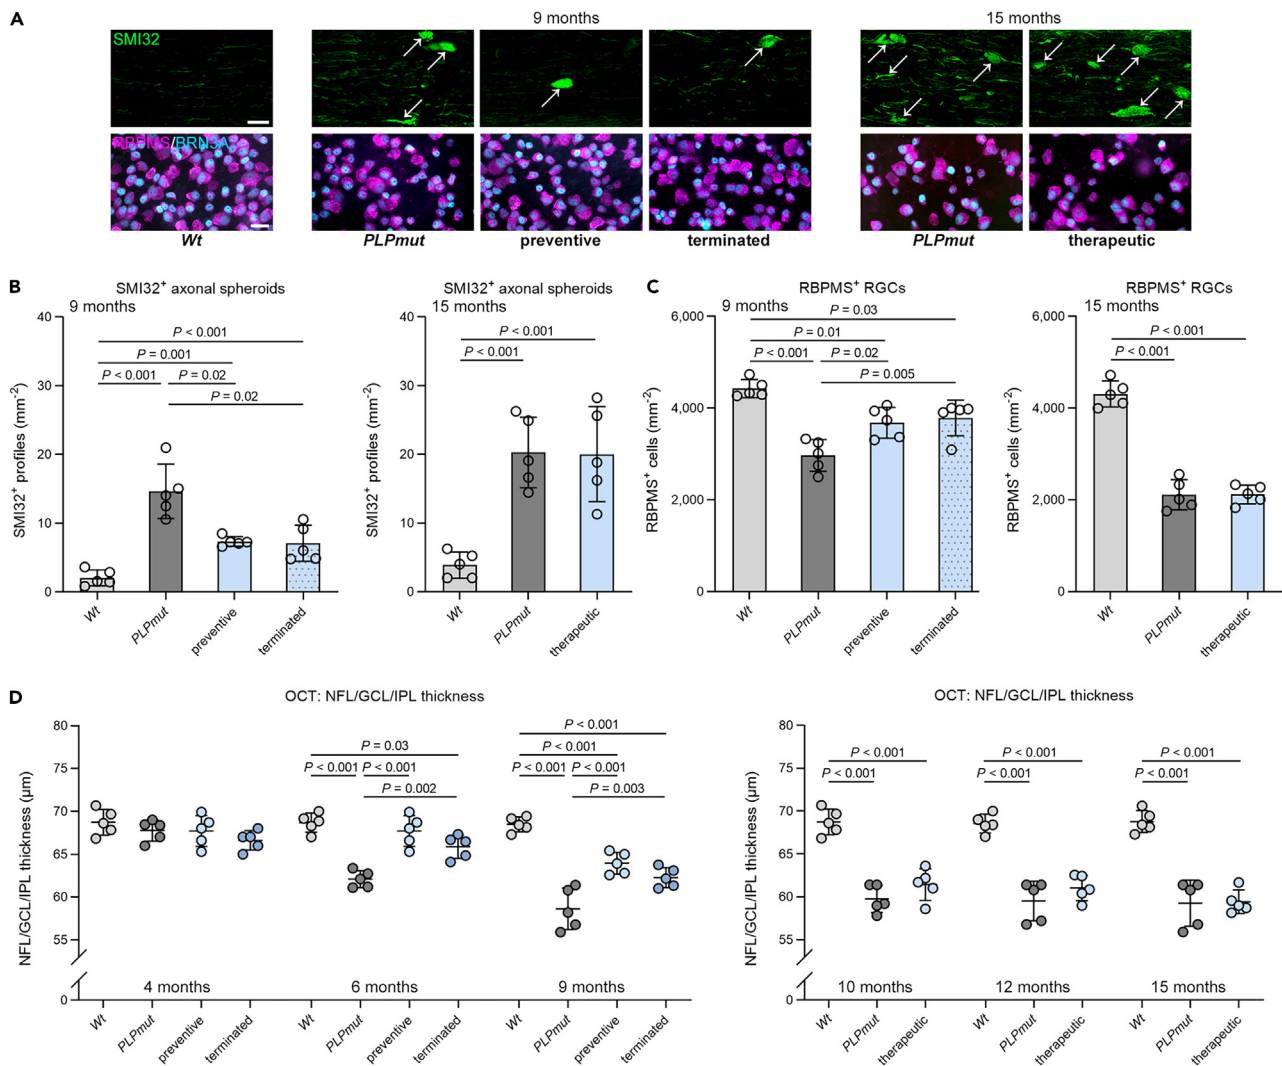 A
9 months
15 months
SMI32
RBPMS/BRN3A
Wt
PLPmut
preventive
terminated
PLPmut
therapeutic
B
SMI32+ axonal spheroids
9 months
SMI32+ profiles (mm-2)
40
30
20
10
0
P < 0.001
P = 0.001
P < 0.001
P = 0.02
P = 0.02
Wt
PLPmut
preventive
terminated
SMI32+ axonal spheroids
15 months
SMI32+ profiles (mm-2)
40
30
20
10
0
P < 0.001
P < 0.001
Wt
PLPmut
therapeutic
C
RBPMS+ RGCs
9 months
RBPMS+ cells (mm-2)
6,000
4,000
2,000
0
P = 0.03
P = 0.01
P < 0.001
P = 0.02
P = 0.005
Wt
PLPmut
preventive
terminated
RBPMS+ RGCs
15 months
RBPMS+ cells (mm-2)
6,000
4,000
2,000
0
P < 0.001
P < 0.001
Wt
PLPmut
therapeutic
D
OCT: NFL/GCL/IPL thickness
NFL/GCL/IPL thickness (µm)
80
75
70
65
60
55
0
P = 0.03
P < 0.001
P < 0.001
P = 0.002
P < 0.001
P < 0.001
P < 0.001
P < 0.001
P = 0.003
4 months
6 months
9 months
Wt
PLPmut
preventive
terminated
Wt
PLPmut
preventive
terminated
Wt
PLPmut
preventive
terminated
OCT: NFL/GCL/IPL thickness
NFL/GCL/IPL thickness (µm)
80
75
70
65
60
55
0
P < 0.001
P < 0.001
P < 0.001
P < 0.001
P < 0.001
P < 0.001
10 months
12 months
15 months
Wt
PLPmut
therapeutic
Wt
PLPmut
therapeutic
Wt
PLPmut
therapeutic